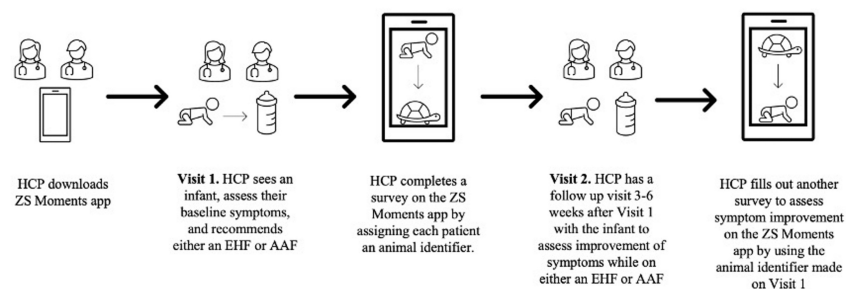 HCP downloads
ZS Moments app
Visit 1. HCP sees an
infant, assess their
baseline symptoms,
and recommends
either an EHF or AAF
HCP completes a
survey on the ZS
Moments app by
assigning each patient
an animal identifier.
Visit 2. HCP has a
follow up visit 3-6
weeks after Visit 1
with the infant to
assess improvement of
symptoms while on
either an EHF or AAF
HCP fills out another
survey to assess
symptom improvement
on the ZS Moments
app by using the
animal identifier made
on Visit 1